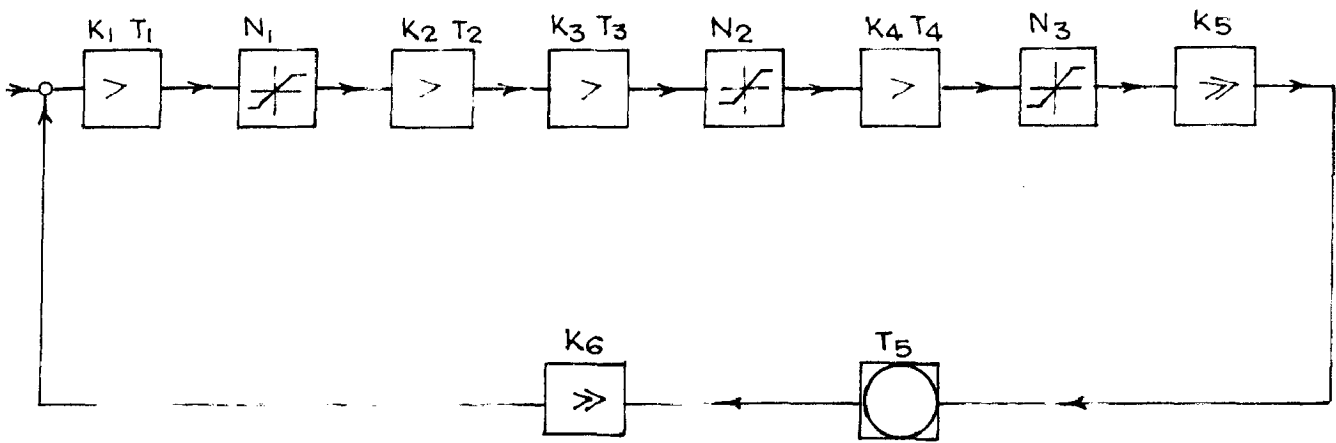 K₁ T₁ N₁ K₂ T₂ K₃ T₃ N₂ K₄ T₄ N₃ K₅
K₆ T₅